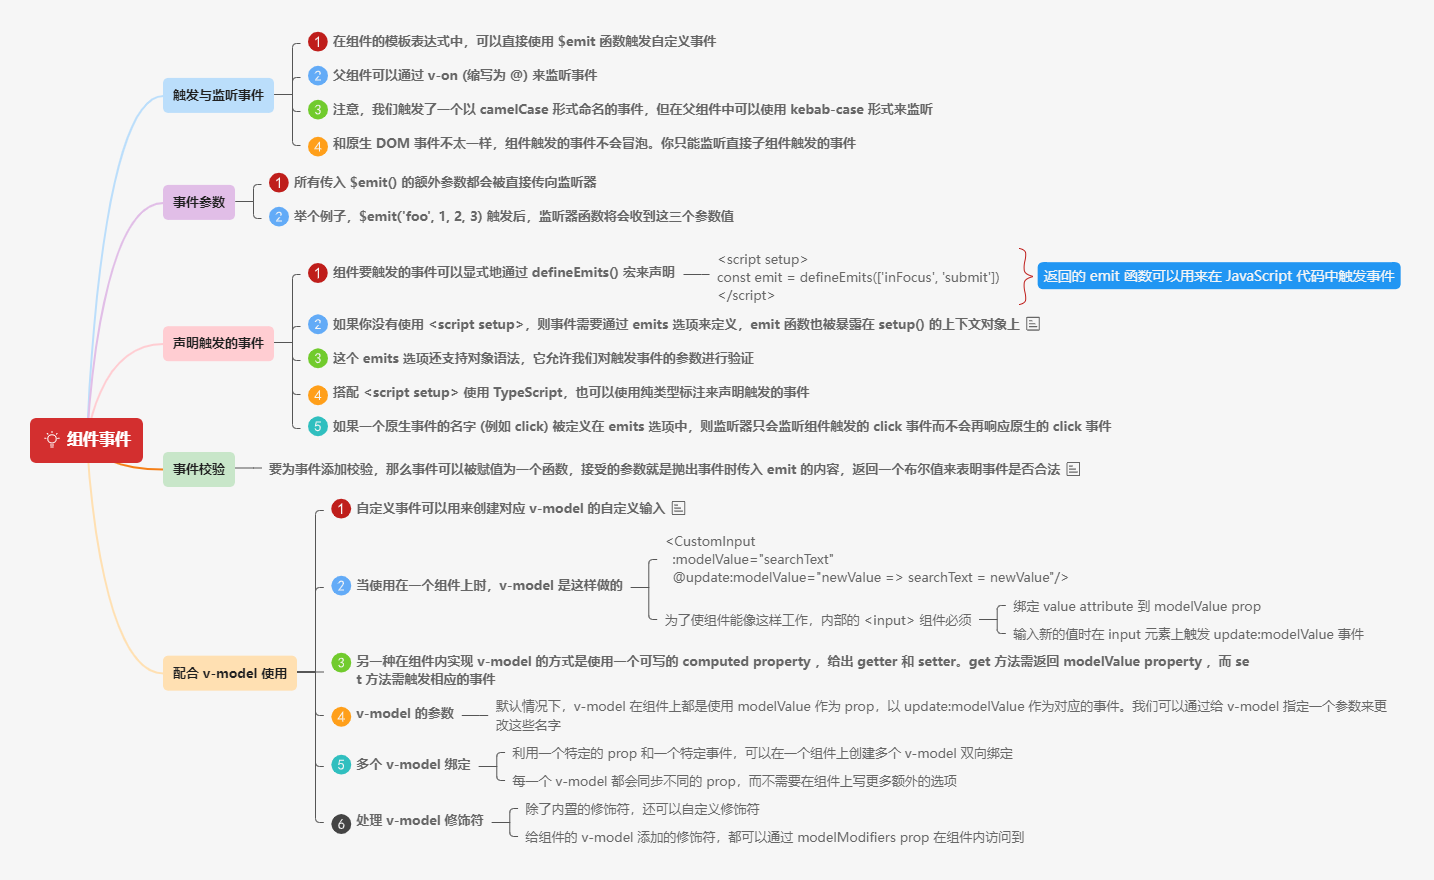 组件事件
触发与监听事件
1 在组件的模板表达式中，可以直接使用 $emit 函数触发自定义事件
2 父组件可以通过 v-on (缩写为 @) 来监听事件
3 注意，我们触发了一个以 camelCase 形式命名的事件，但在父组件中可以使用 kebab-case 形式来监听
4 和原生 DOM 事件不太一样，组件触发的事件不会冒泡。你只能监听直接子组件触发的事件
事件参数
1 所有传入 $emit() 的额外参数都会被直接传向监听器
2 举个例子，$emit('foo', 1, 2, 3) 触发后，监听器函数将会收到这三个参数值
声明触发的事件
1 组件要触发的事件可以显式地通过 defineEmits() 宏来声明
<script setup>
const emit = defineEmits(['inFocus', 'submit'])
</script>
返回的 emit 函数可以用来在 JavaScript 代码中触发事件
2 如果你没有使用 <script setup>，则事件需要通过 emits 选项来定义，emit 函数也被暴露在 setup() 的上下文对象上
3 这个 emits 选项还支持对象语法，它允许我们对触发事件的参数进行验证
4 搭配 <script setup> 使用 TypeScript，也可以使用纯类型标注来声明触发的事件
5 如果一个原生事件的名字 (例如 click) 被定义在 emits 选项中，则监听器只会监听组件触发的 click 事件而不会再响应原生的 click 事件
事件校验
要为事件添加校验，那么事件可以被赋值为一个函数，接受的参数就是抛出事件时传入 emit 的内容，返回一个布尔值来表明事件是否合法
配合 v-model 使用
1 自定义事件可以用来创建对应 v-model 的自定义输入
2 当使用在一个组件上时，v-model 是这样做的
<CustomInput
:modelValue="searchText"
@update:modelValue="newValue => searchText = newValue"/>
为了使组件能像这样工作，内部的 <input> 组件必须
绑定 value attribute 到 modelValue prop
输入新的值时在 input 元素上触发 update:modelValue 事件
3 另一种在组件内实现 v-model 的方式是使用一个可写的 computed property ，给出 getter 和 setter。get 方法需返回 modelValue property ，而 se
t 方法需触发相应的事件
4 v-model 的参数
默认情况下，v-model 在组件上都是使用 modelValue 作为 prop，以 update:modelValue 作为对应的事件。我们可以通过给 v-model 指定一个参数来更
改这些名字
5 多个 v-model 绑定
利用一个特定的 prop 和一个特定事件，可以在一个组件上创建多个 v-model 双向绑定
每一个 v-model 都会同步不同的 prop，而不需要在组件上写更多额外的选项
6 处理 v-model 修饰符
除了内置的修饰符，还可以自定义修饰符
给组件的 v-model 添加的修饰符，都可以通过 modelModifiers prop 在组件内访问到